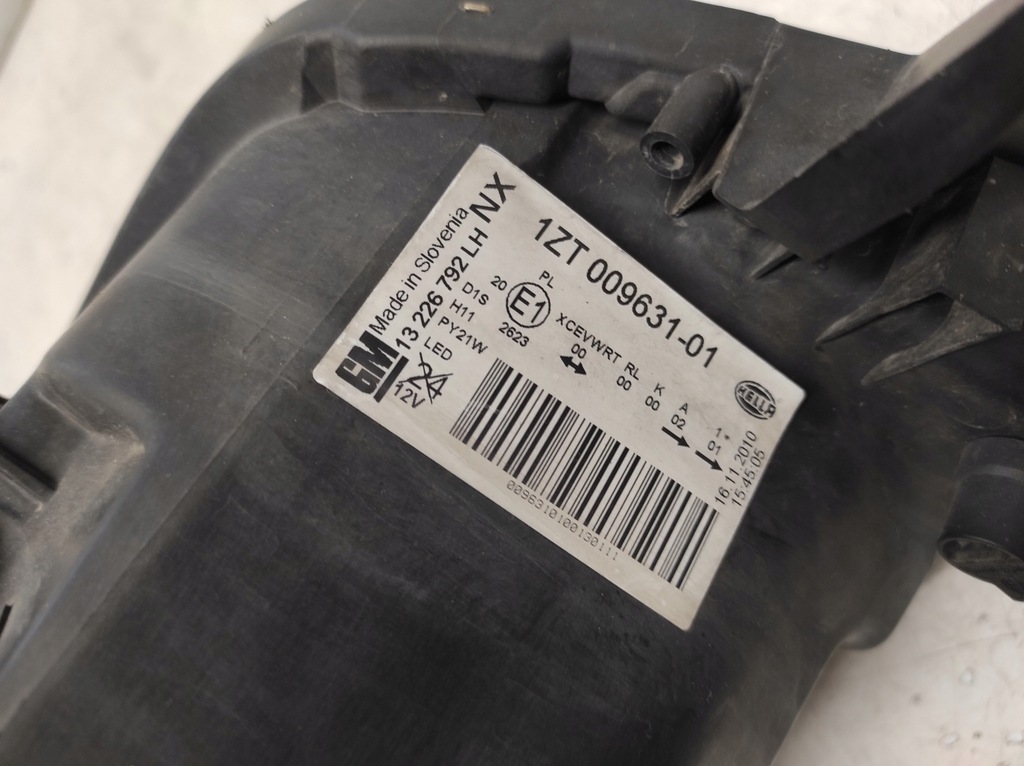 1ZT 009631-01
HELLA
NX
Made in Slovenia
GM 13 226 792 LH
D1S
H11
PY21W
LED
12V
PL
20 E1
2623
XCEVWRT RL K A 1*
00 00 00 02 01
16.11.2010
15:45:05
0096310100130111